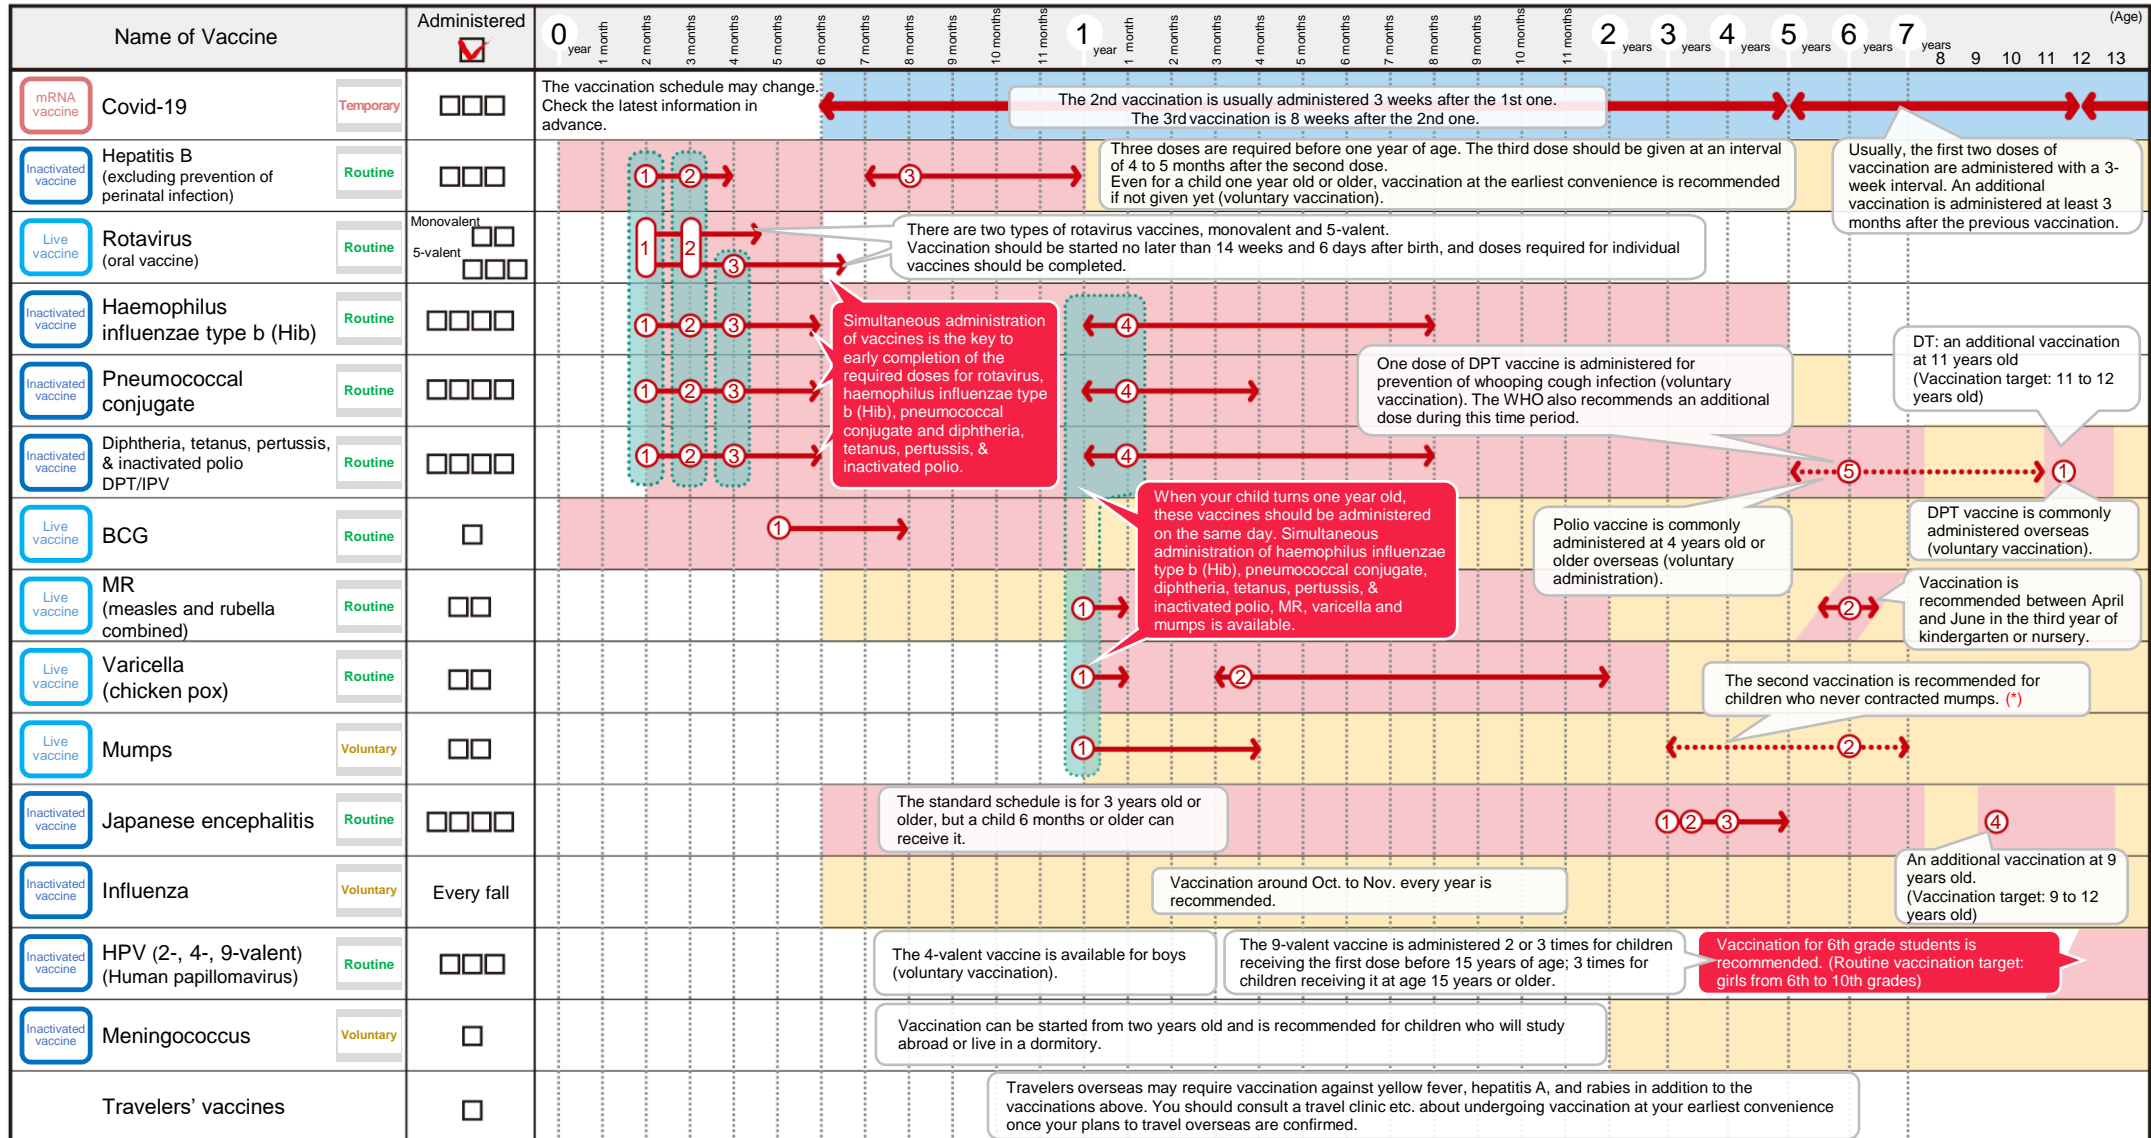 Name of Vaccine
Administered
0 year
1 months
2 months
3 months
4 months
5 months
6 months
7 months
8 months
9 months
10 months
11 months
1 year
1 month
2 months
3 months
4 months
5 months
6 months
7 months
8 months
9 months
10 months
11 months
2 years
3 years
4 years
5 years
6 years
7 years
8
9
10
11
12
13
(Age)
mRNA
vaccine
Covid-19
Temporary
The vaccination schedule may change.
Check the latest information in
advance.
The 2nd vaccination is usually administered 3 weeks after the 1st one.
The 3rd vaccination is 8 weeks after the 2nd one.
Usually, the first two doses of
vaccination are administered with a 3-
week interval. An additional
vaccination is administered at least 3
months after the previous vaccination.
Inactivated
vaccine
Hepatitis B
(excluding prevention of
perinatal infection)
Routine
1
2
3
Three doses are required before one year of age. The third dose should be given at an interval
of 4 to 5 months after the second dose.
Even for a child one year old or older, vaccination at the earliest convenience is recommended
if not given yet (voluntary vaccination).
Live
vaccine
Rotavirus
(oral vaccine)
Routine
Monovalent
5-valent
1
2
3
There are two types of rotavirus vaccines, monovalent and 5-valent.
Vaccination should be started no later than 14 weeks and 6 days after birth, and doses required for individual
vaccines should be completed.
Inactivated
vaccine
Haemophilus
influenzae type b (Hib)
Routine
1
2
3
4
Simultaneous administration
of vaccines is the key to
early completion of the
required doses for rotavirus,
haemophilus influenzae type
b (Hib), pneumococcal
conjugate and diphtheria,
tetanus, pertussis, &
inactivated polio.
Inactivated
vaccine
Pneumococcal
conjugate
Routine
1
2
3
4
One dose of DPT vaccine is administered for
prevention of whooping cough infection (voluntary
vaccination). The WHO also recommends an additional
dose during this time period.
DT: an additional vaccination
at 11 years old
(Vaccination target: 11 to 12
years old)
Inactivated
vaccine
Diphtheria, tetanus, pertussis,
& inactivated polio
DPT/IPV
Routine
1
2
3
4
5
1
When your child turns one year old,
these vaccines should be administered
on the same day. Simultaneous
administration of haemophilus influenzae
type b (Hib), pneumococcal conjugate,
diphtheria, tetanus, pertussis, &
inactivated polio, MR, varicella and
mumps is available.
Polio vaccine is commonly
administered at 4 years old or
older overseas (voluntary
administration).
DPT vaccine is commonly
administered overseas
(voluntary vaccination).
Live
vaccine
BCG
Routine
1
Live
vaccine
MR
(measles and rubella
combined)
Routine
1
2
Vaccination is
recommended between April
and June in the third year of
kindergarten or nursery.
Live
vaccine
Varicella
(chicken pox)
Routine
1
2
The second vaccination is recommended for
children who never contracted mumps. (*)
Live
vaccine
Mumps
Voluntary
1
2
Inactivated
vaccine
Japanese encephalitis
Routine
The standard schedule is for 3 years old or
older, but a child 6 months or older can
receive it.
1
2
3
4
An additional vaccination at 9
years old.
(Vaccination target: 9 to 12
years old)
Inactivated
vaccine
Influenza
Voluntary
Every fall
Vaccination around Oct. to Nov. every year is
recommended.
Inactivated
vaccine
HPV (2-, 4-, 9-valent)
(Human papillomavirus)
Routine
The 4-valent vaccine is available for boys
(voluntary vaccination).
The 9-valent vaccine is administered 2 or 3 times for children
receiving the first dose before 15 years of age; 3 times for
children receiving it at age 15 years or older.
Vaccination for 6th grade students is
recommended. (Routine vaccination target:
girls from 6th to 10th grades)
Inactivated
vaccine
Meningococcus
Voluntary
Vaccination can be started from two years old and is recommended for children who will study
abroad or live in a dormitory.
Travelers' vaccines
Travelers overseas may require vaccination against yellow fever, hepatitis A, and rabies in addition to the
vaccinations above. You should consult a travel clinic etc. about undergoing vaccination at your earliest convenience
once your plans to travel overseas are confirmed.